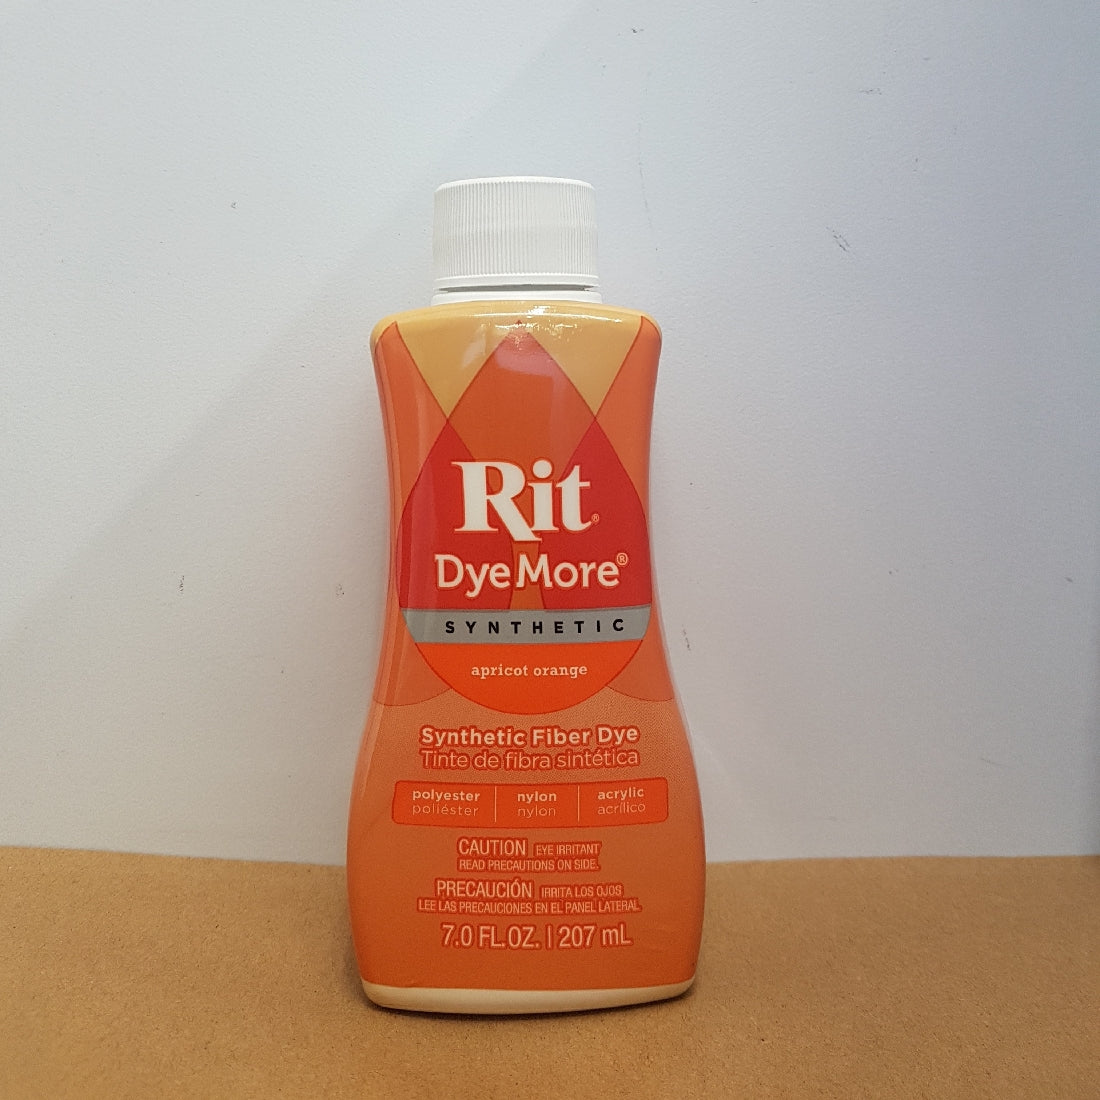 Rit®
DyeMore®
SYNTHETIC
apricot orange
Synthetic Fiber Dye
Tinte de fibra sintética
polyester nylon acrylic
poliéster nylon acrílico
CAUTION EYE IRRITANT
READ PRECAUTIONS ON SIDE.
PRECAUCIÓN IRRITA LOS OJOS
LEE LAS PRECAUCIONES EN EL PANEL LATERAL.
7.0 FL.OZ. | 207 mL